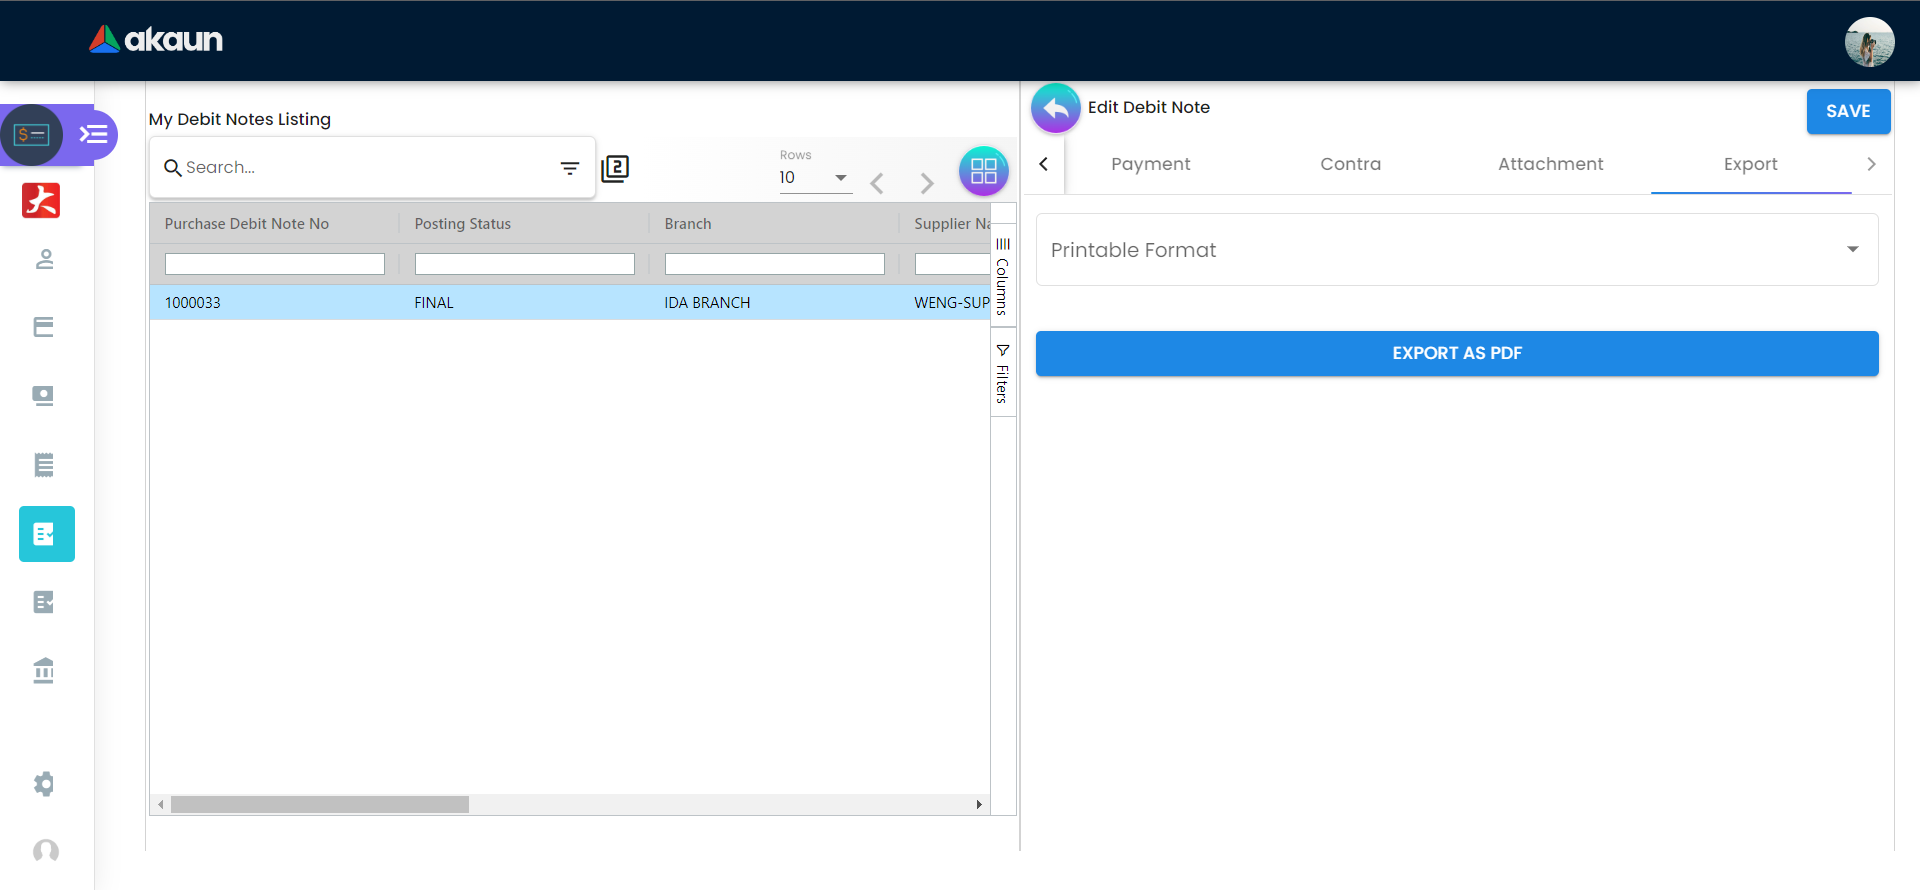 akaun
My Debit Notes Listing
Search...
2
Rows
10
Purchase Debit Note No
Posting Status
Branch
Supplier Na
1000033
FINAL
IDA BRANCH
WENG-SUP
Columns
Filters
Edit Debit Note
SAVE
Payment
Contra
Attachment
Export
Printable Format
EXPORT AS PDF